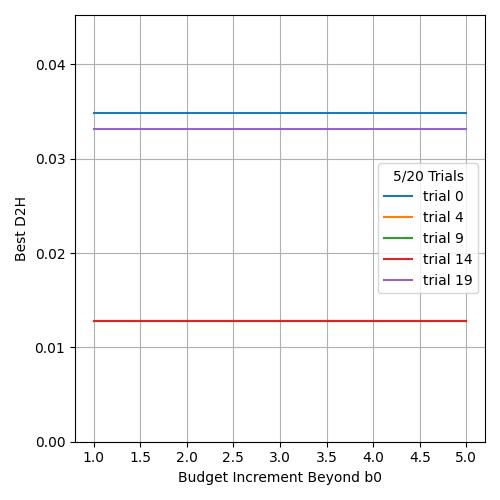 0.04
0.03
0.02
0.01
0.00
Best D2H
5/20 Trials
trial 0
trial 4
trial 9
trial 14
trial 19
1.0 1.5 2.0 2.5 3.0 3.5 4.0 4.5 5.0
Budget Increment Beyond b0